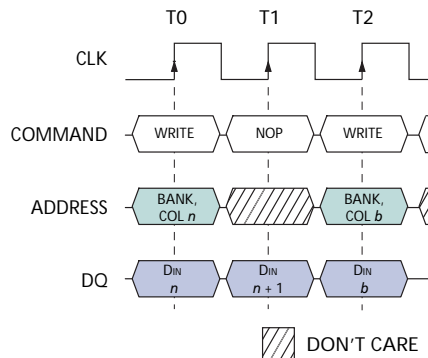 T0 T1 T2
CLK
COMMAND WRITE NOP WRITE
ADDRESS BANK, COL n BANK, COL b
DQ DIN n DIN n + 1 DIN b
DON'T CARE